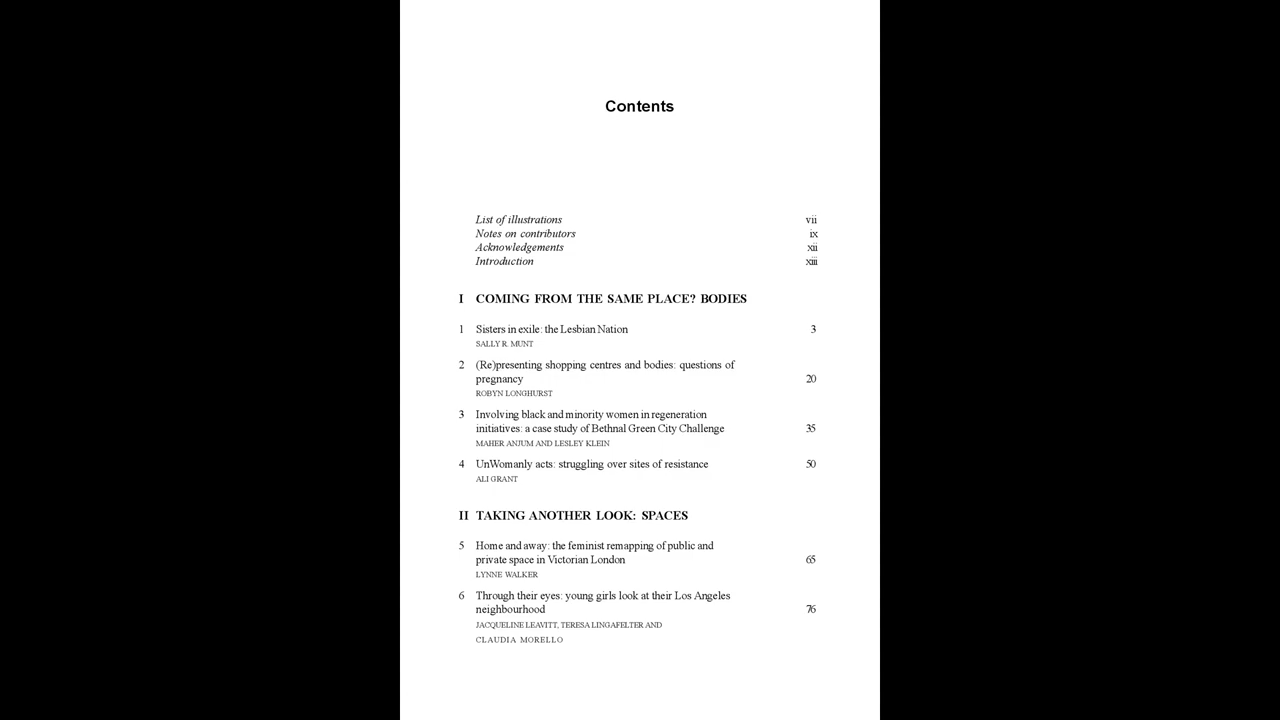 Contents
List of illustrations vii
Notes on contributors ix
Acknowledgements xii
Introduction xiii
I COMING FROM THE SAME PLACE? BODIES
1 Sisters in exile: the Lesbian Nation 3
SALLY R. MUNT
2 (Re)presenting shopping centres and bodies: questions of
pregnancy 20
ROBYN LONGHURST
3 Involving black and minority women in regeneration
initiatives: a case study of Bethnal Green City Challenge 35
MAHER ANJUM AND LESLEY KLEIN
4 UnWomanly acts: struggling over sites of resistance 50
ALI GRANT
II TAKING ANOTHER LOOK: SPACES
5 Home and away: the feminist remapping of public and
private space in Victorian London 65
LYNNE WALKER
6 Through their eyes: young girls look at their Los Angeles
neighbourhood 76
JACQUELINE LEAVITT, TERESA LINGAFELTER AND
CLAUDIA MORELLO